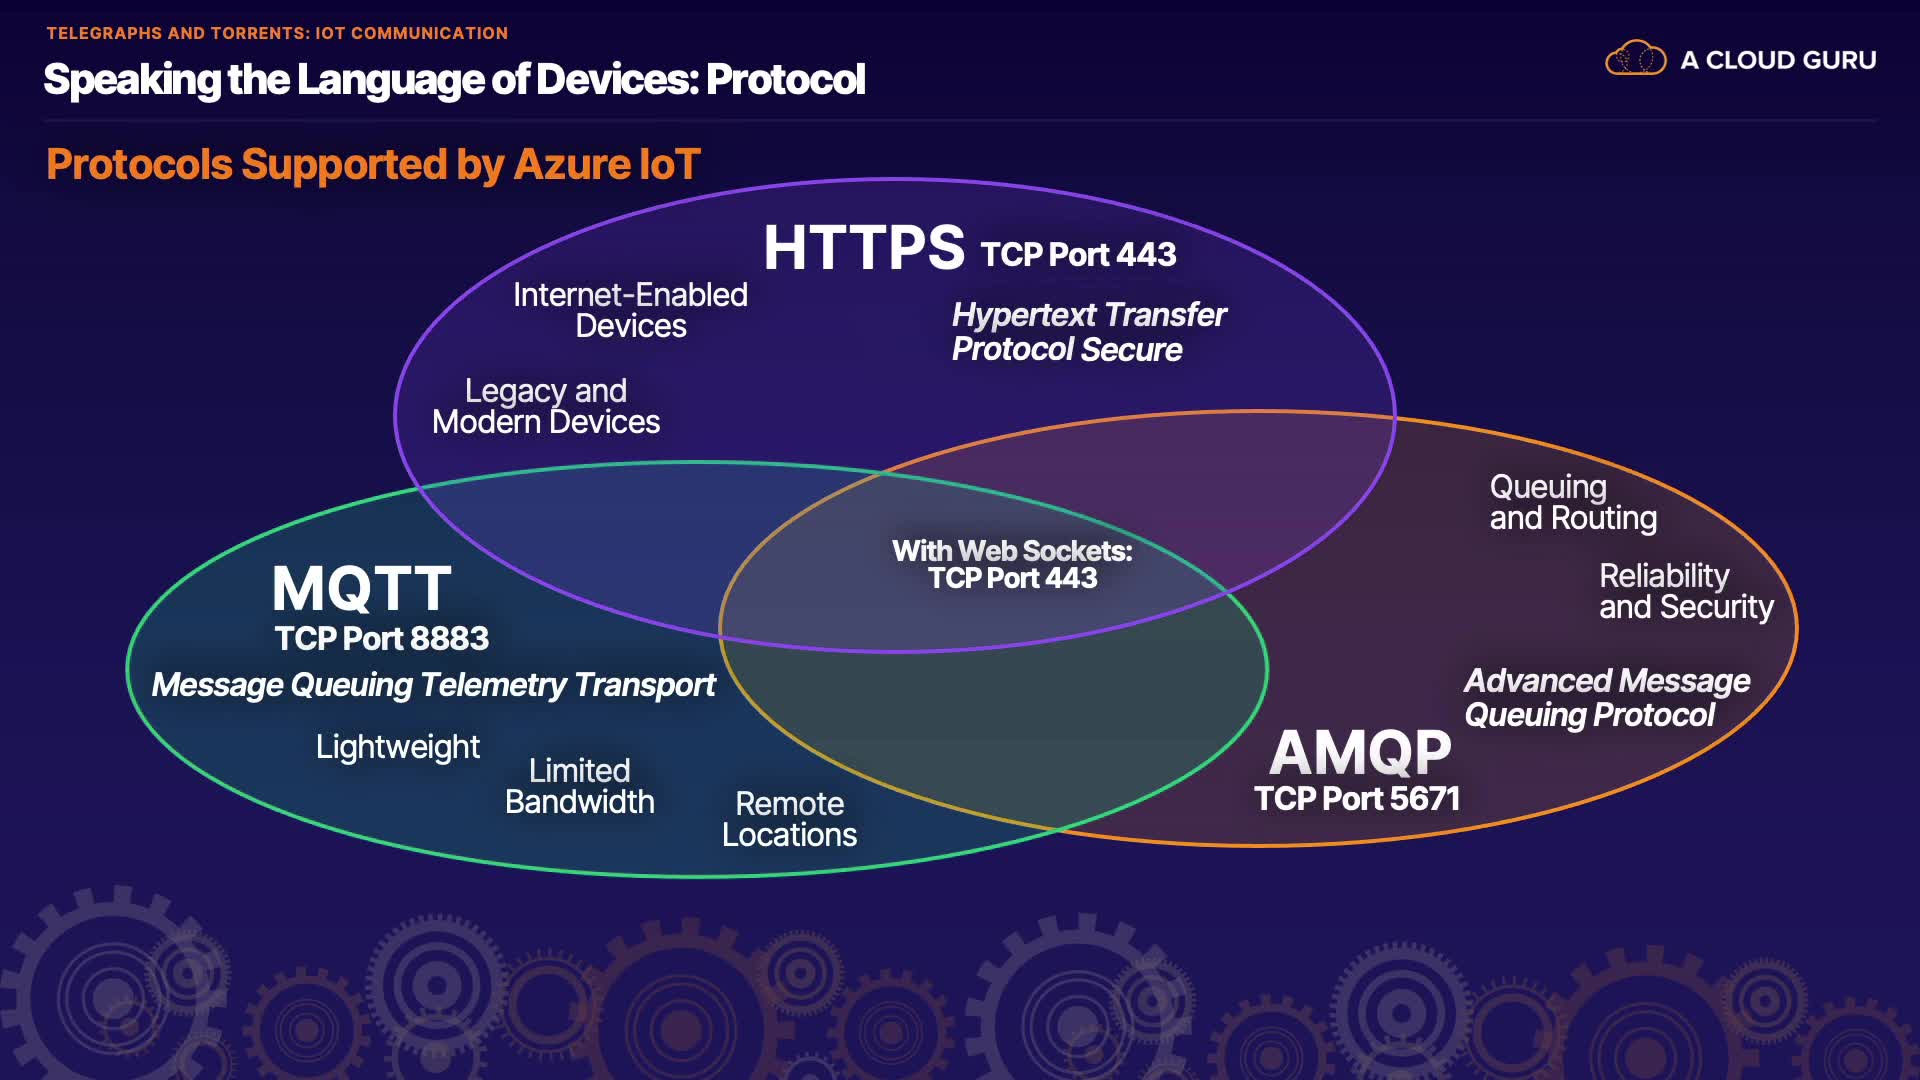 TELEGRAPHS AND TORRENTS: IOT COMMUNICATION
Speaking the Language of Devices: Protocol
A CLOUD GURU
Protocols Supported by Azure IoT
HTTPS TCP Port 443
Internet-Enabled
Devices
Hypertext Transfer
Protocol Secure
Legacy and
Modern Devices
With Web Sockets:
TCP Port 443
Queuing
and Routing
Reliability
and Security
Advanced Message
Queuing Protocol
AMQP
TCP Port 5671
MQTT
TCP Port 8883
Message Queuing Telemetry Transport
Lightweight
Limited
Bandwidth
Remote
Locations